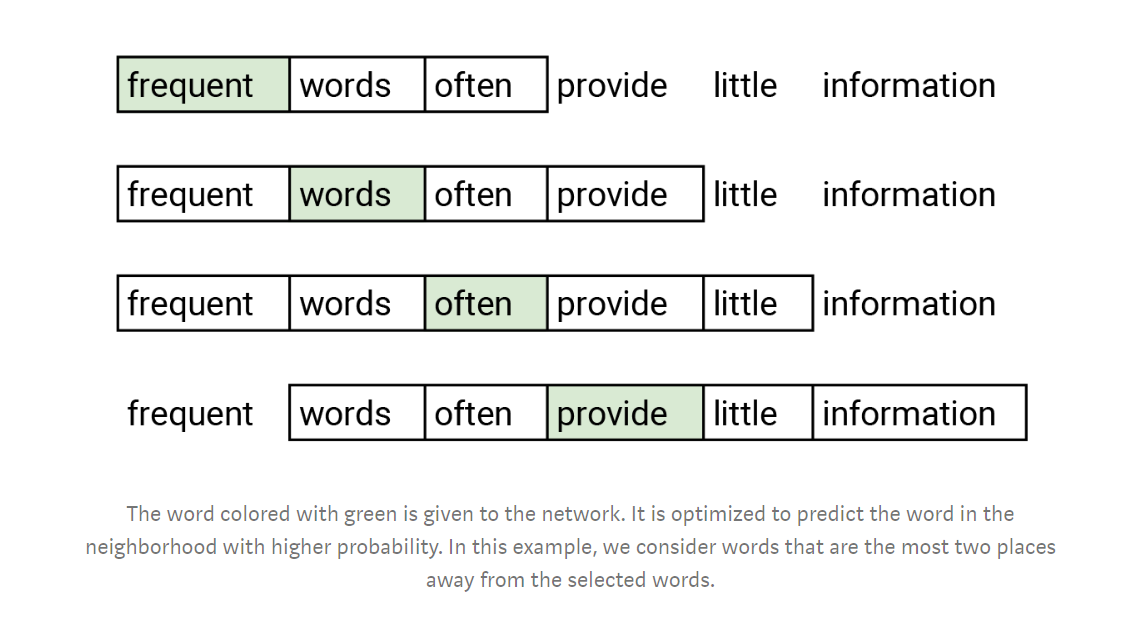 frequent words often provide little information
frequent words often provide little information
frequent words often provide little information
frequent words often provide little information
The word colored with green is given to the network. It is optimized to predict the word in the
neighborhood with higher probability. In this example, we consider words that are the most two places
away from the selected words.